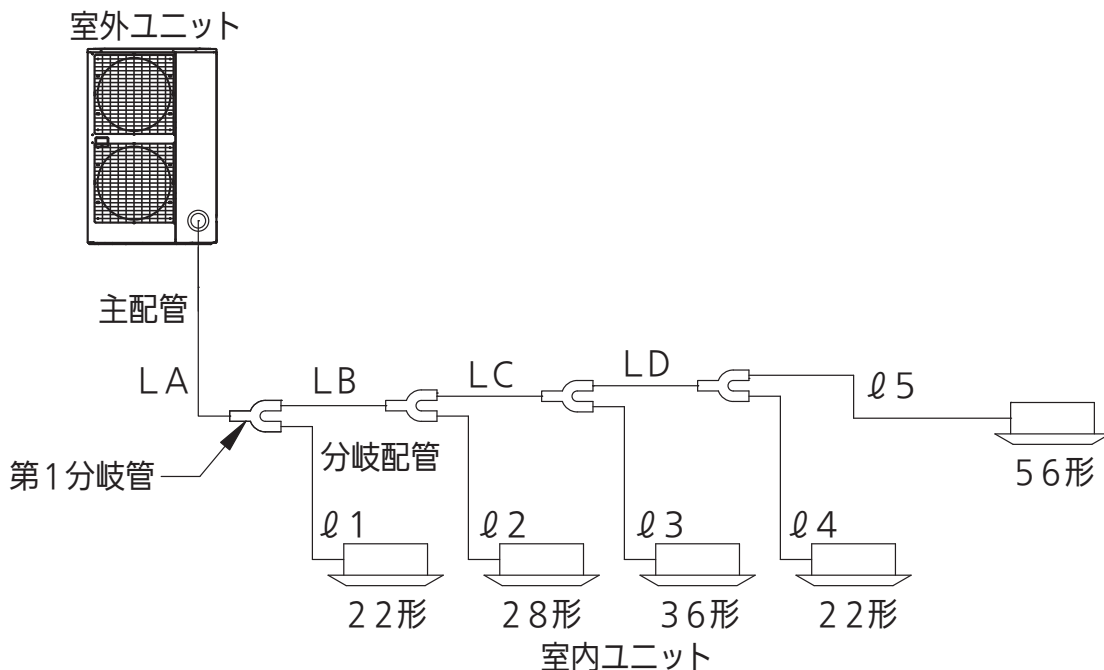 室外ユニット
主配管
LA
LB
LC
LD
ℓ5
第1分岐管
分岐配管
56形
ℓ1
ℓ2
ℓ3
ℓ4
22形
28形
36形
22形
室内ユニット